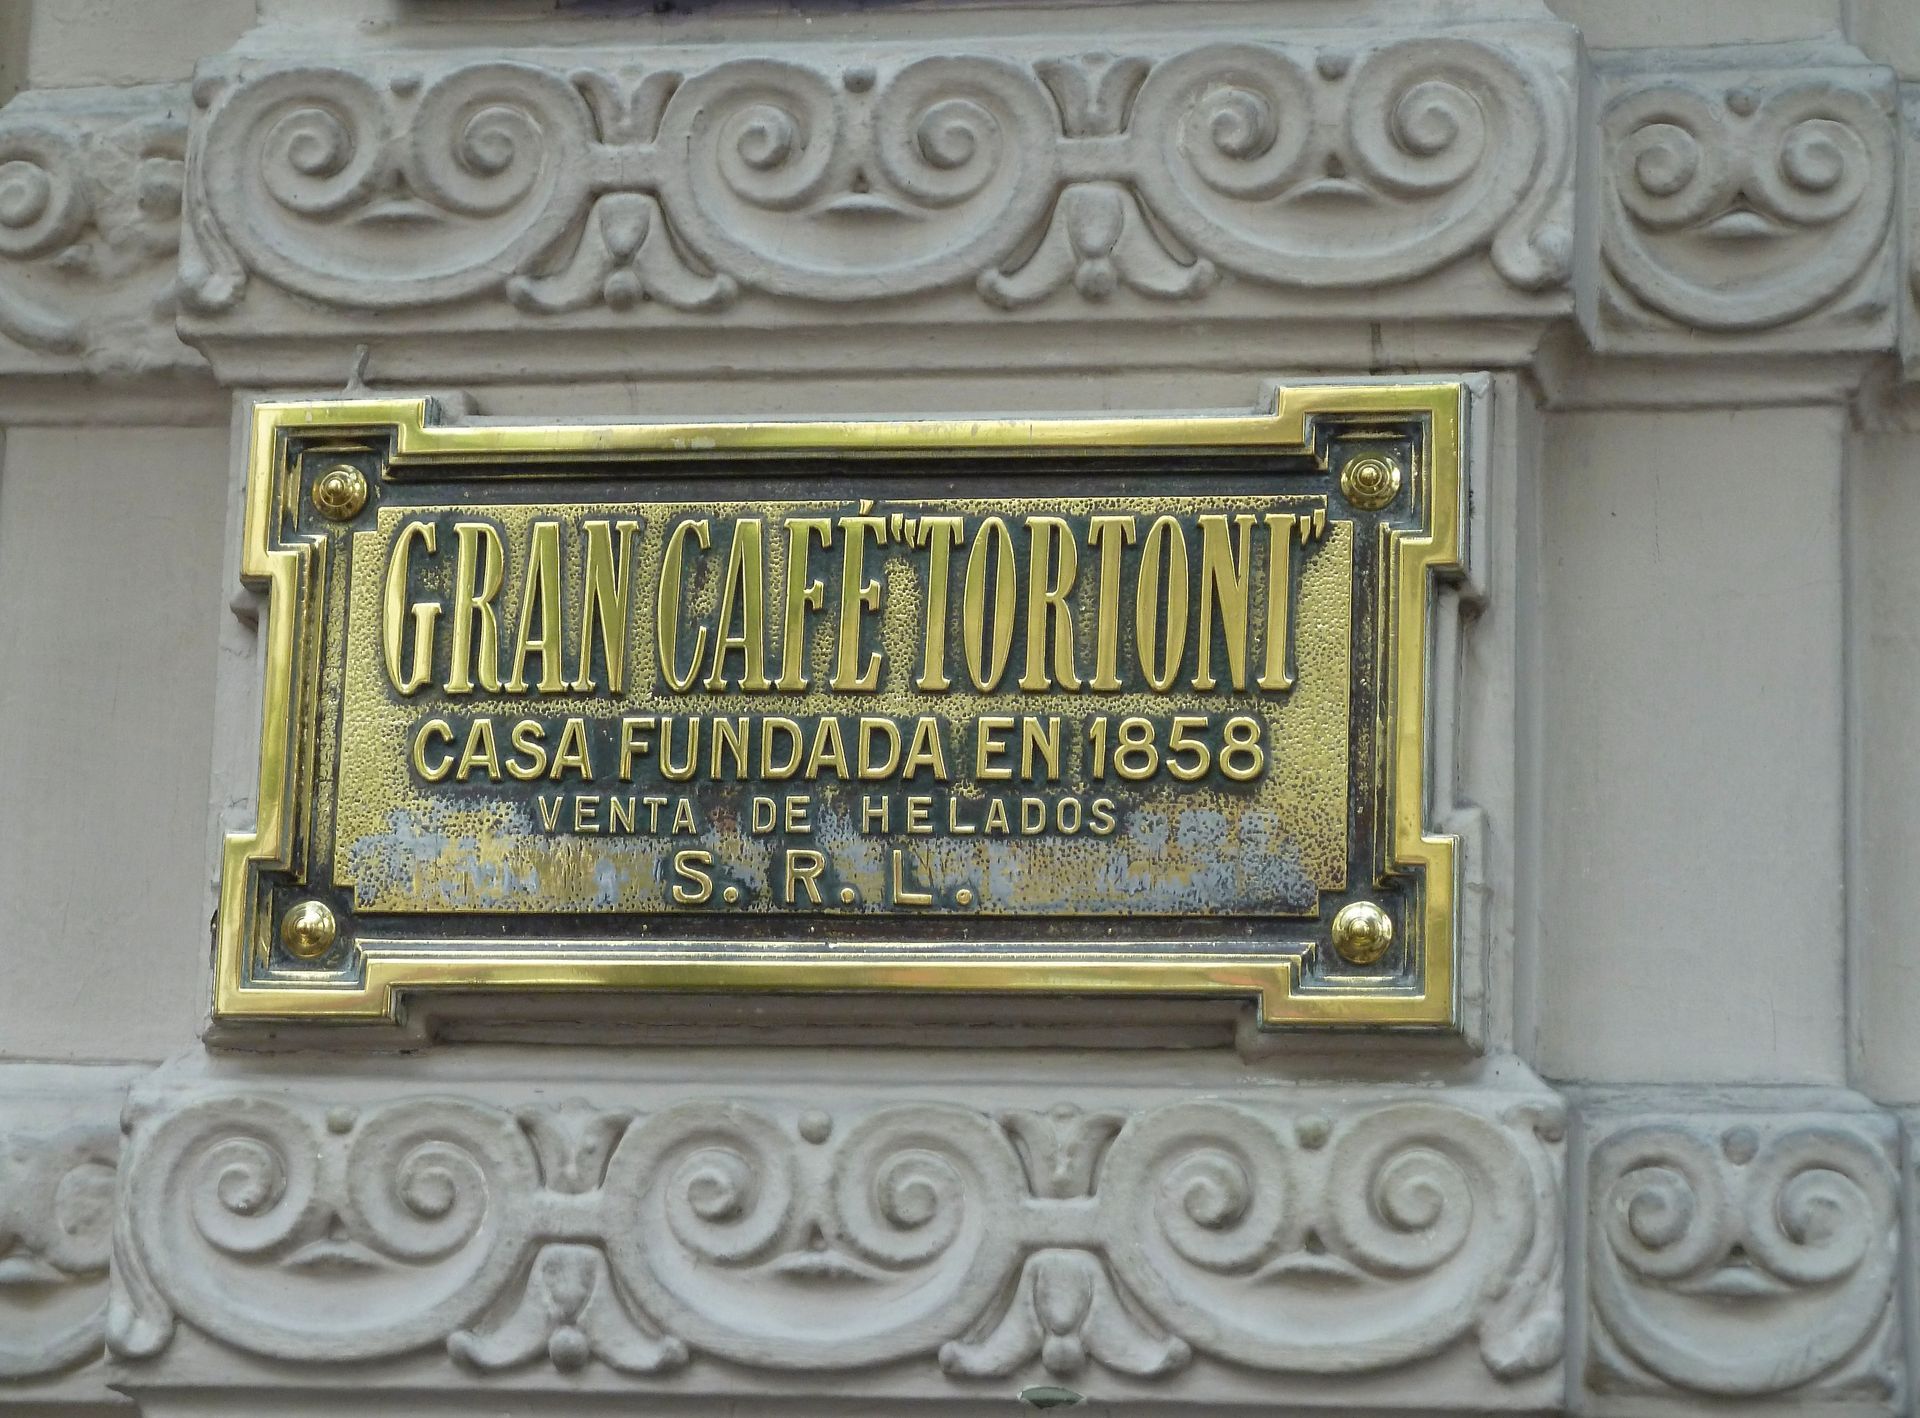 GRAN CAFÉ "TORTONI"
CASA FUNDADA EN 1858
VENTA DE HELADOS
S. R. L.